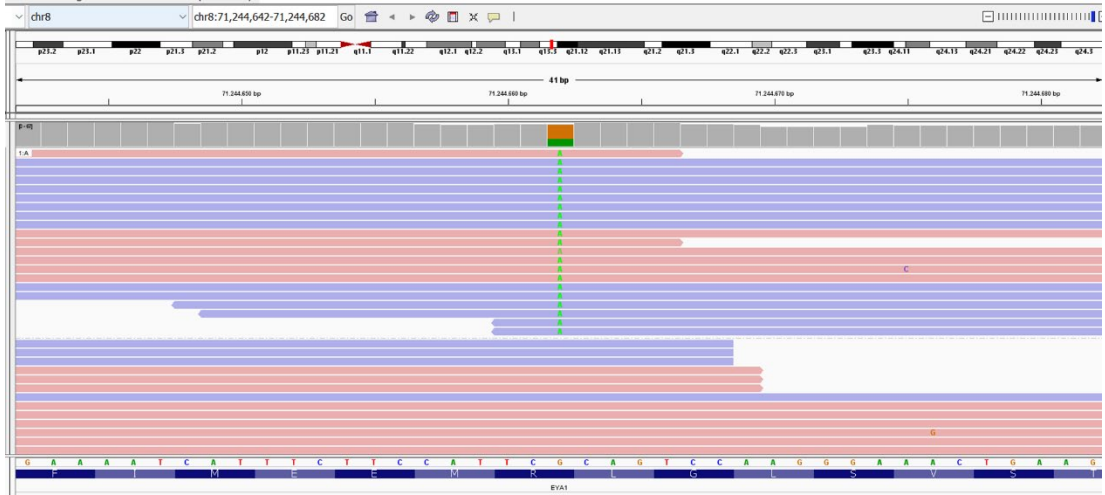 chr8 chr8:71,244,642-71,244,682 Go
p23.2 p23.1 p22 p21.3 p21.2 p12 p11.23 p11.21 q11.1 q11.22 q12.1 q12.2 q13.1 q13.3 q21.12 q21.13 q21.2 q21.3 q22.1 q22.2 q22.3 q23.1 q23.3 q24.11 q24.13 q24.21 q24.22 q24.23 q24.3
41 bp
71.244.650 bp 71.244.660 bp 71.244.670 bp 71.244.680 bp
1:A A
A
A
A
A
A
A
A
A
A
A
A
A
A C
A
A
A
A
A
A
A
G
G A A A A T C A T T T C T T C C A T T C G C A G T C C A A G G G A A A C T G A A G
F I M E E M R L G L S V S
EYA1